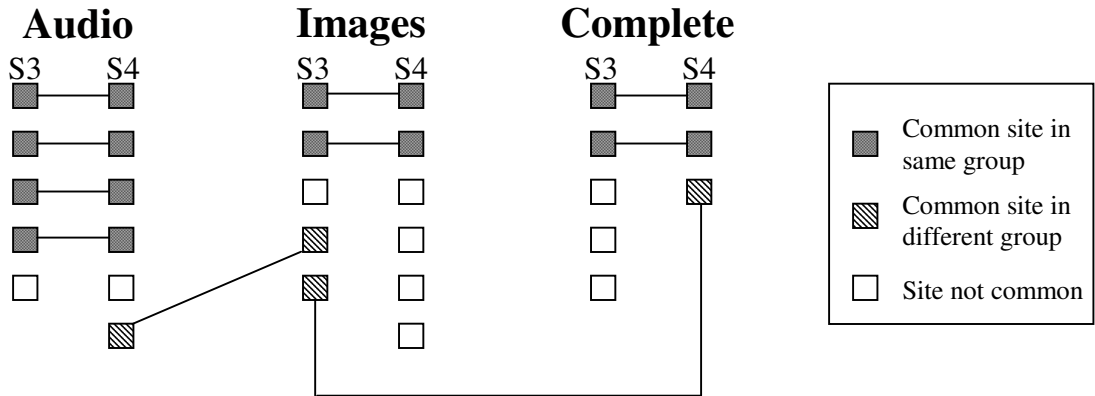 Audio Images Complete
S3 S4 S3 S4 S3 S4
Common site in
same group
Common site in
different group
Site not common